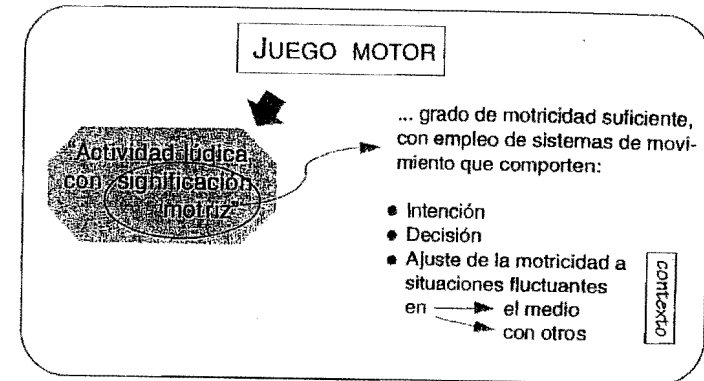 JUEGO MOTOR
"Actividad lúdica
con significación
motriz"
... grado de motricidad suficiente,
con empleo de sistemas de movi-
miento que comporten:
● Intención
● Decisión
● Ajuste de la motricidad a
situaciones fluctuantes
en → el medio
→ con otros
contexto